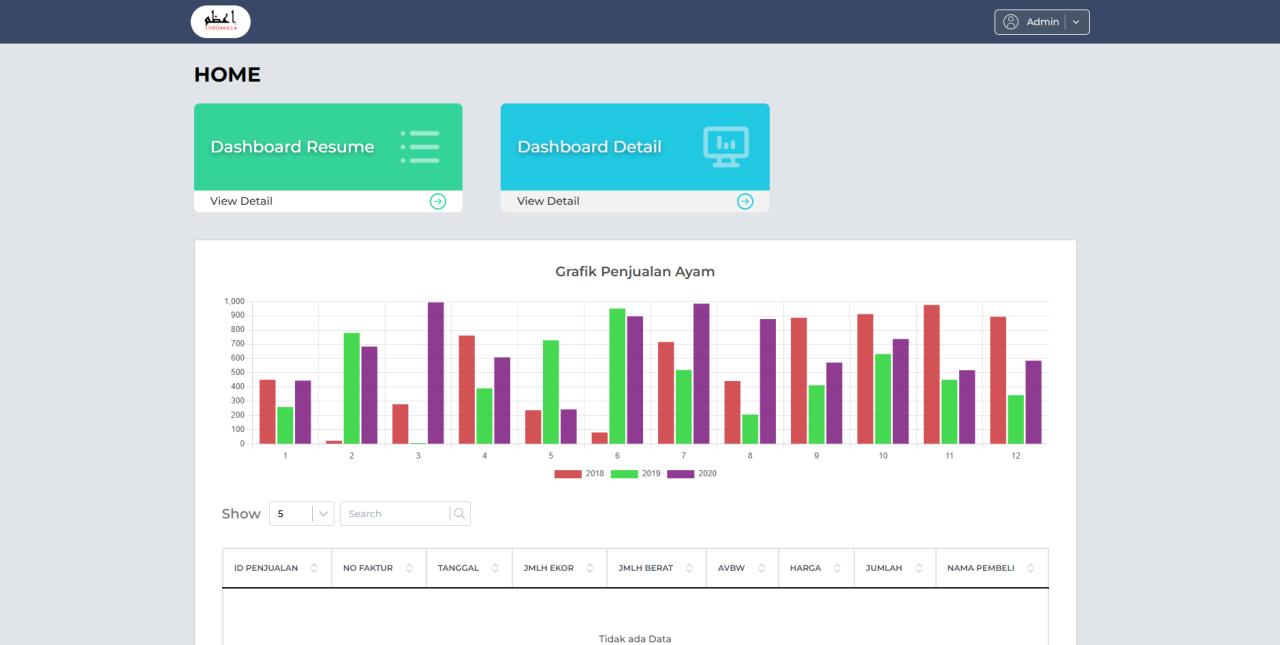 اعظم
Indonesia
Admin
HOME
Dashboard Resume
Dashboard Detail
View Detail
View Detail
Grafik Penjualan Ayam
1,000
900
800
700
600
500
400
300
200
100
0
1 2 3 4 5 6 7 8 9 10 11 12
2018 2019 2020
Show 5 Search
ID PENJUALAN NO FAKTUR TANGGAL JMLH EKOR JMLH BERAT AVBW HARGA JUMLAH NAMA PEMBELI
Tidak ada Data